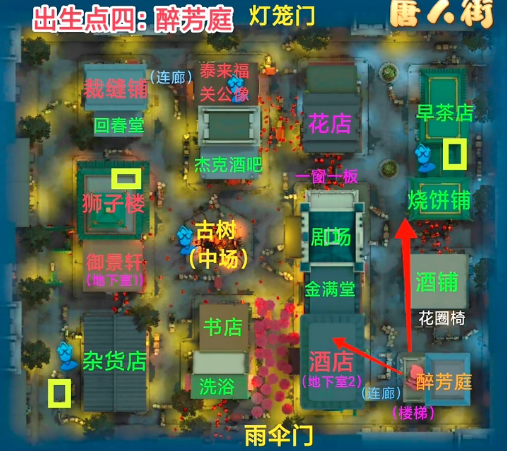 出生点四：醉芳庭
灯笼门
唐人街
裁缝铺
(连廊)
泰来福
关公像
回春堂
杰克酒吧
花店
早茶店
一窗一板
狮子楼
烧饼铺
古树
(中场)
剧场
御景轩
(地下室1)
金满堂
酒铺
花圈椅
书店
杂货店
酒店
(地下室2)
洗浴
(连廊)
醉芳庭
(楼梯)
雨伞门